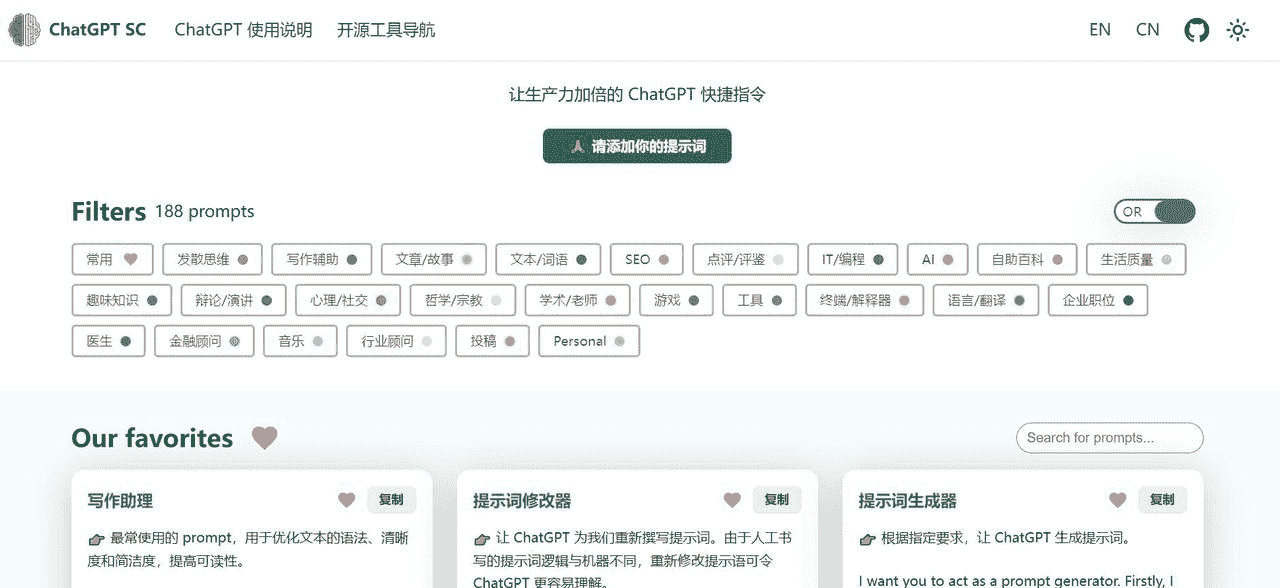 ChatGPT SC ChatGPT 使用说明 开源工具导航 EN CN
让生产力加倍的 ChatGPT 快捷指令
请添加你的提示词
Filters 188 prompts OR
常用 发散思维 写作辅助 文章/故事 文本/词语 SEO 点评/评鉴 IT/编程 AI 自助百科 生活质量
趣味知识 辩论/演讲 心理/社交 哲学/宗教 学术/老师 游戏 工具 终端/解释器 语言/翻译 企业职位
医生 金融顾问 音乐 行业顾问 投稿 Personal
Our favorites Search for prompts...
写作助理 复制
最常使用的 prompt，用于优化文本的语法、清晰
度和简洁度，提高可读性。
提示词修改器 复制
让 ChatGPT 为我们重新撰写提示词。由于人工书
写的提示词逻辑与机器不同，重新修改提示语可令
ChatGPT 更容易理解。
提示词生成器 复制
根据指定要求，让 ChatGPT 生成提示词。
I want you to act as a prompt generator. Firstly, I